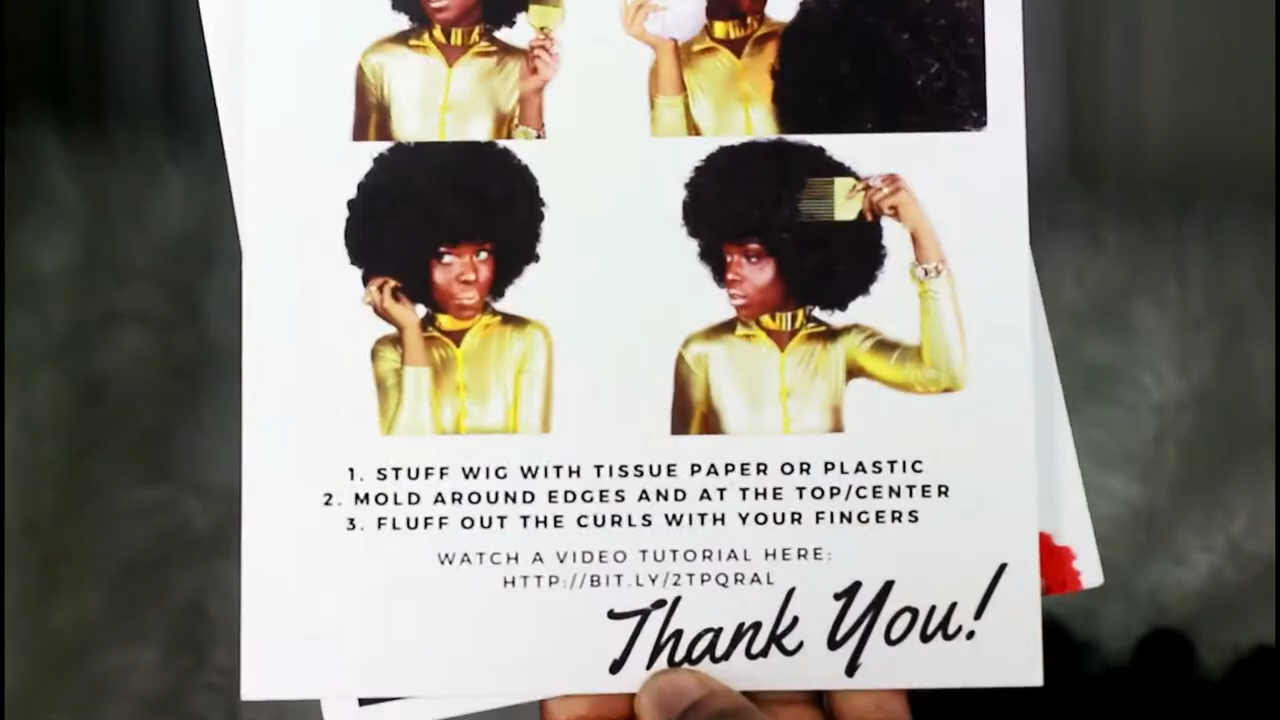 1. STUFF WIG WITH TISSUE PAPER OR PLASTIC
2. MOLD AROUND EDGES AND AT THE TOP/CENTER
3. FLUFF OUT THE CURLS WITH YOUR FINGERS
WATCH A VIDEO TUTORIAL HERE:
HTTP://BIT.LY/2TPQRAL
Thank You!